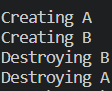 Creating A
Creating B
Destroying B
Destroying A